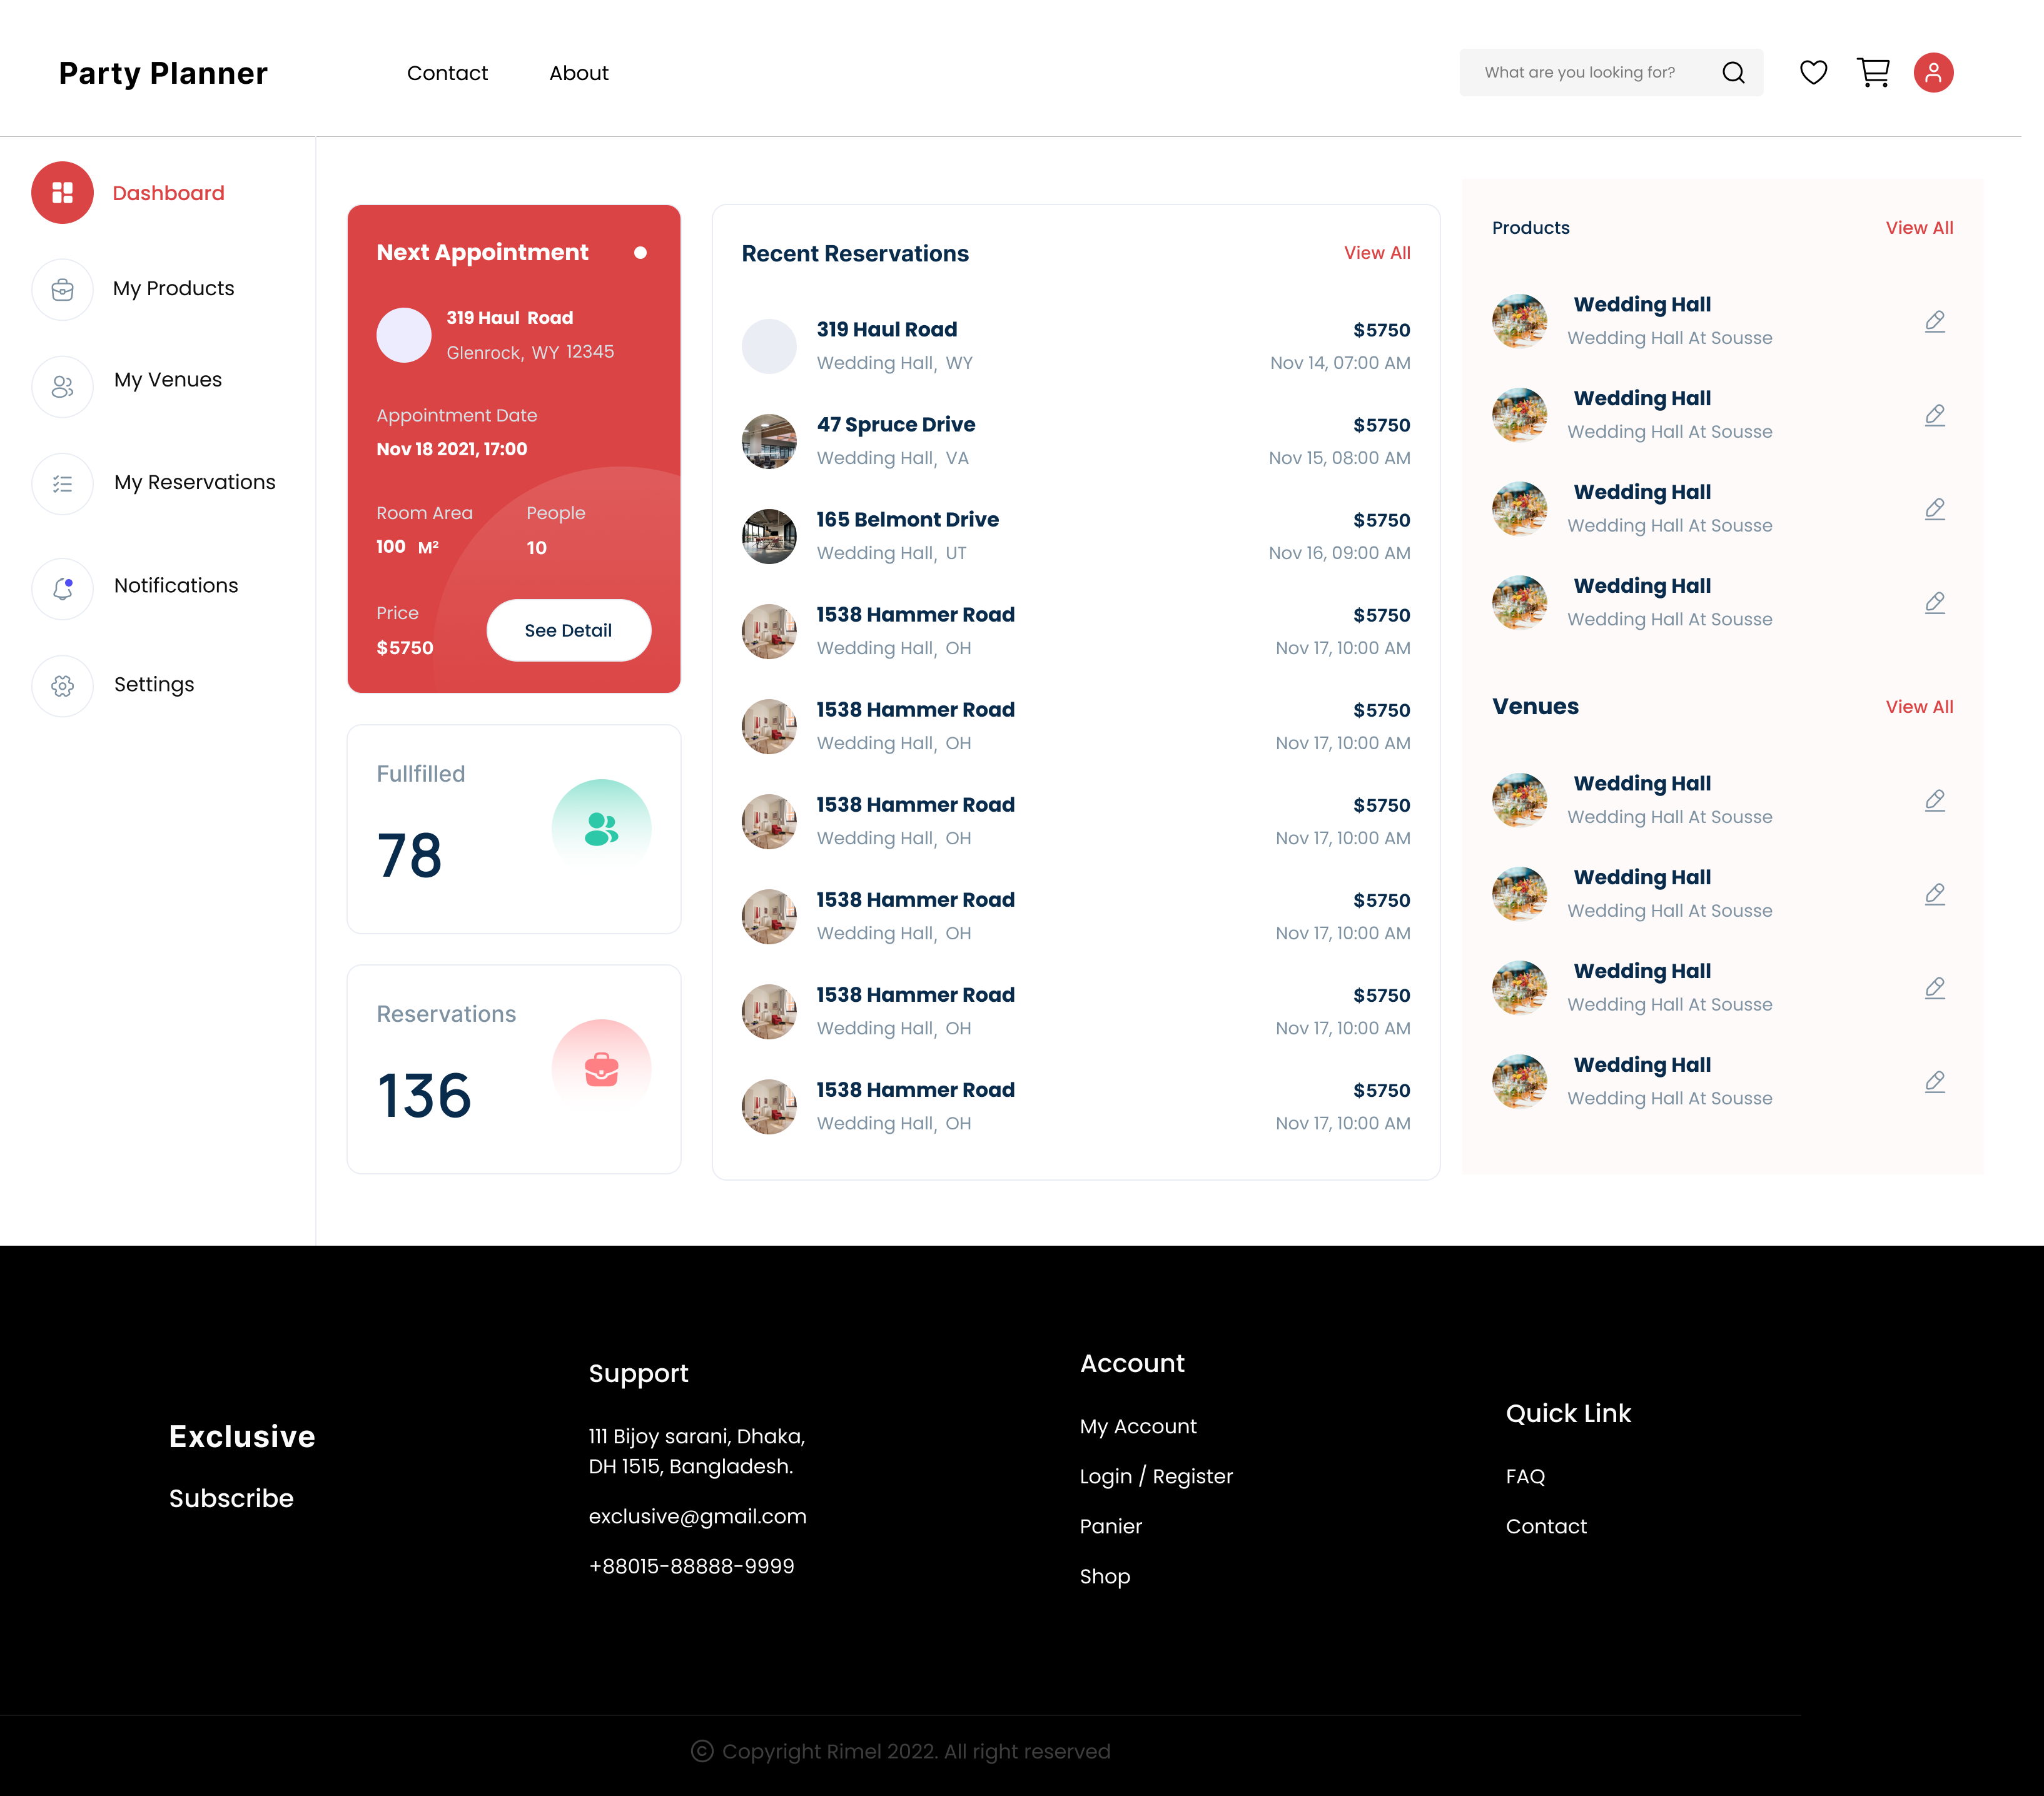 Party Planner
Contact
About
What are you looking for?
Dashboard
My Products
My Venues
My Reservations
Notifications
Settings
Next Appointment
319 Haul Road
Glenrock, WY 12345
Appointment Date
Nov 18 2021, 17:00
Room Area
People
100 M²
10
Price
$5750
See Detail
Fullfilled
78
Reservations
136
Recent Reservations
View All
319 Haul Road
$5750
Wedding Hall, WY
Nov 14, 07:00 AM
47 Spruce Drive
$5750
Wedding Hall, VA
Nov 15, 08:00 AM
165 Belmont Drive
$5750
Wedding Hall, UT
Nov 16, 09:00 AM
1538 Hammer Road
$5750
Wedding Hall, OH
Nov 17, 10:00 AM
1538 Hammer Road
$5750
Wedding Hall, OH
Nov 17, 10:00 AM
1538 Hammer Road
$5750
Wedding Hall, OH
Nov 17, 10:00 AM
1538 Hammer Road
$5750
Wedding Hall, OH
Nov 17, 10:00 AM
1538 Hammer Road
$5750
Wedding Hall, OH
Nov 17, 10:00 AM
1538 Hammer Road
$5750
Wedding Hall, OH
Nov 17, 10:00 AM
Products
View All
Wedding Hall
Wedding Hall At Sousse
Wedding Hall
Wedding Hall At Sousse
Wedding Hall
Wedding Hall At Sousse
Wedding Hall
Wedding Hall At Sousse
Venues
View All
Wedding Hall
Wedding Hall At Sousse
Wedding Hall
Wedding Hall At Sousse
Wedding Hall
Wedding Hall At Sousse
Wedding Hall
Wedding Hall At Sousse
Exclusive
Subscribe
Support
111 Bijoy sarani, Dhaka,
DH 1515, Bangladesh.
exclusive@gmail.com
+88015-88888-9999
Account
My Account
Login / Register
Panier
Shop
Quick Link
FAQ
Contact
© Copyright Rimel 2022. All right reserved